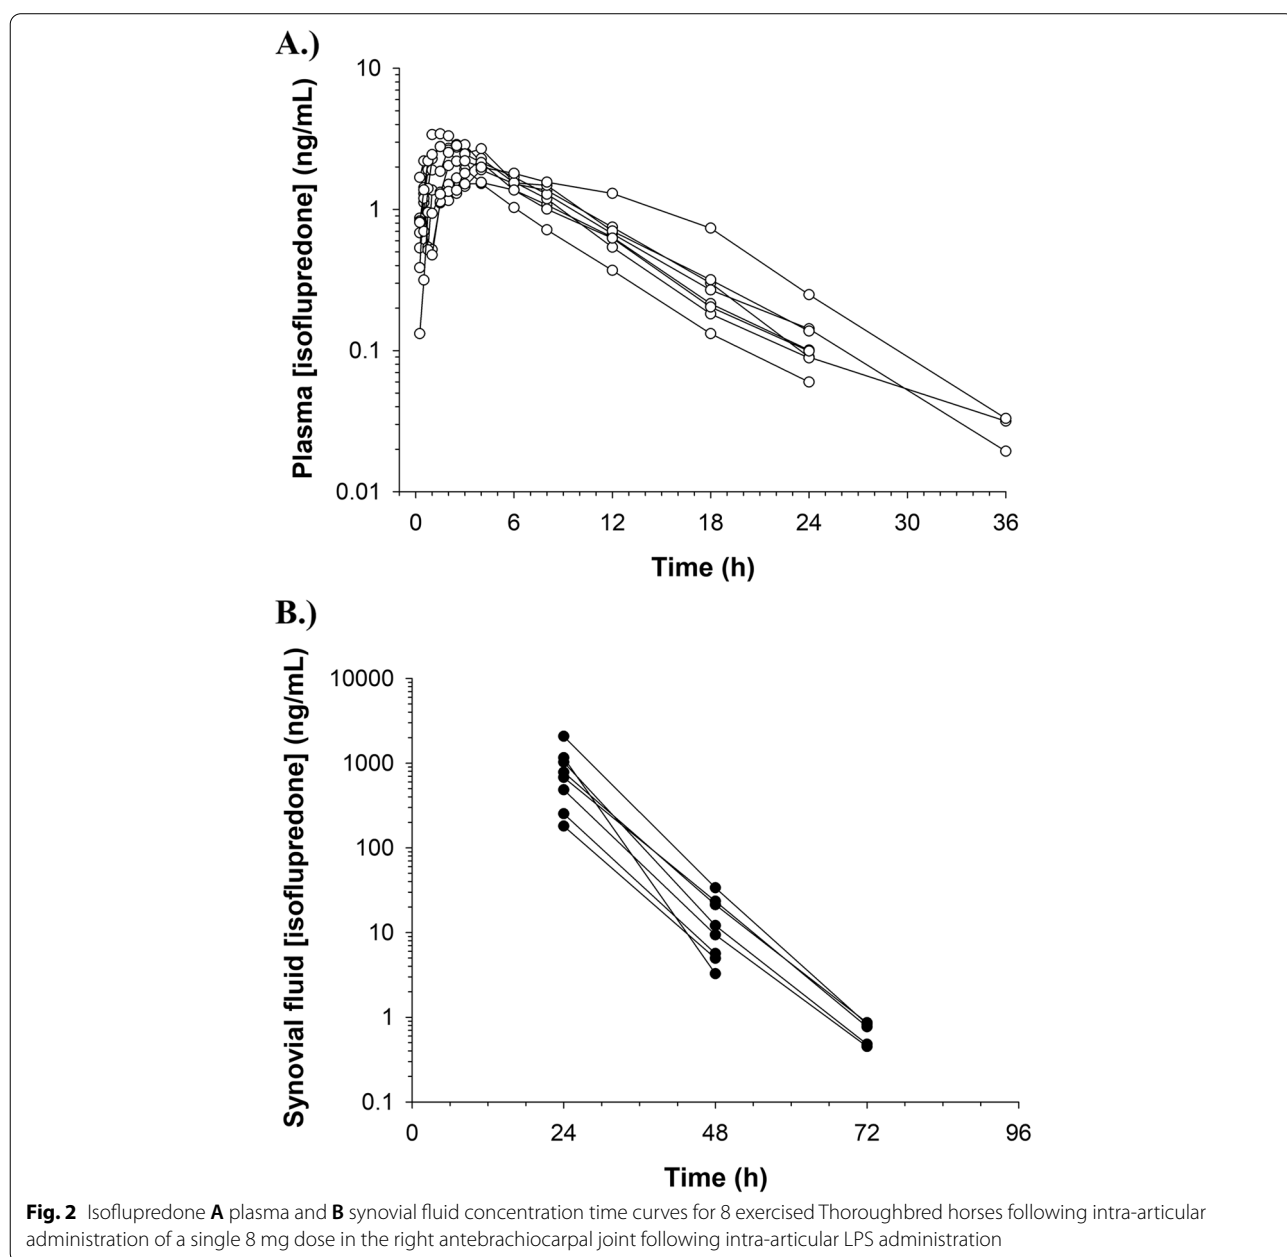 A.)
Plasma [isoflupredone] (ng/mL)
10
1
0.1
0.01
0 6 12 18 24 30 36
Time (h)
B.)
Synovial fluid [isoflupredone] (ng/mL)
10000
1000
100
10
1
0.1
0 24 48 72 96
Time (h)
Fig. 2 Isoflupredone A plasma and B synovial fluid concentration time curves for 8 exercised Thoroughbred horses following intra-articular
administration of a single 8 mg dose in the right antebrachiocarpal joint following intra-articular LPS administration